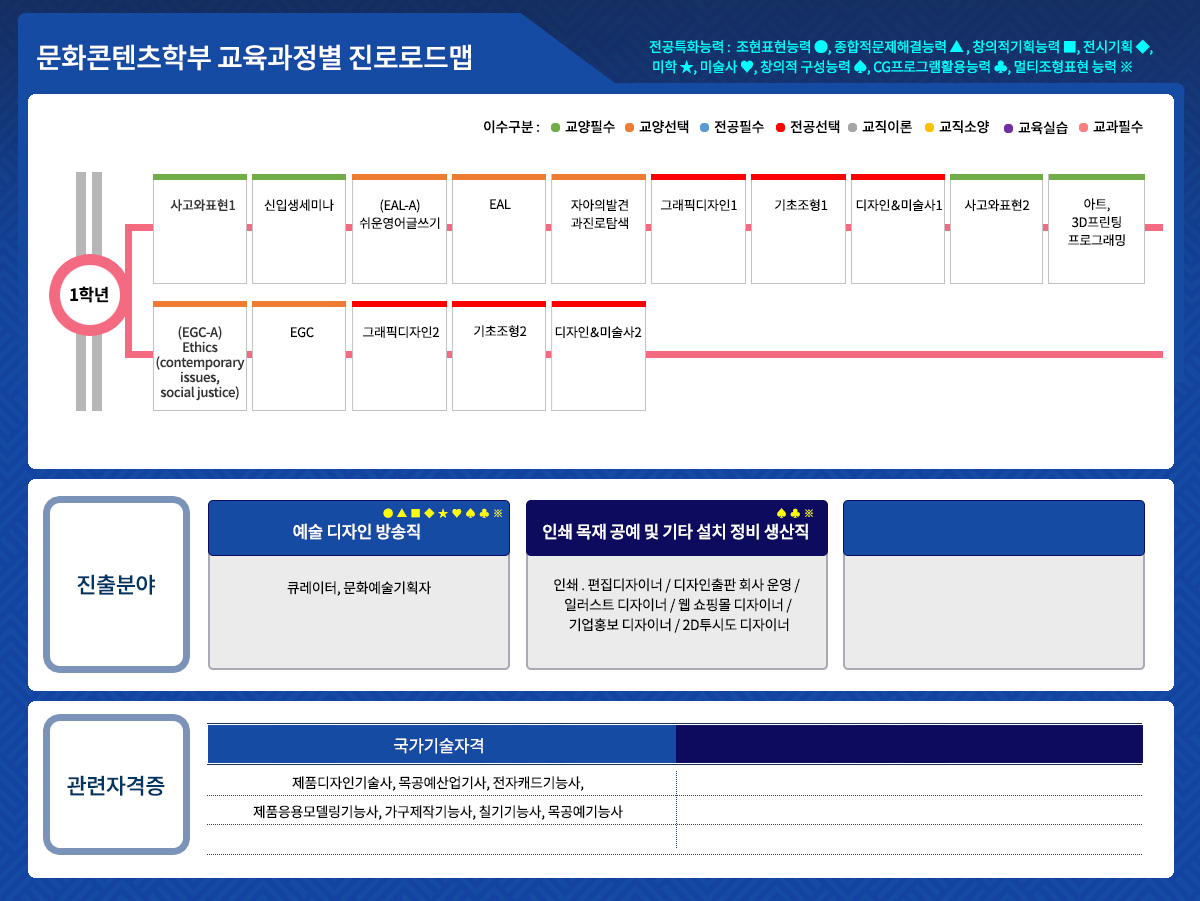 문화콘텐츠학부 교육과정별 진로로드맵
전공특화능력 : 조현표현능력 ●, 종합적문제해결능력 ▲ , 창의적기획능력 ■, 전시기획 ◆,
미학 ★, 미술사 ♥, 창의적 구성능력 ♠, CG프로그램활용능력 ♣, 멀티조형표현 능력 ※
이수구분 : ● 교양필수 ● 교양선택 ● 전공필수 ● 전공선택 ● 교직이론 ● 교직소양 ● 교육실습 ● 교과필수
1학년
사고와표현1
신입생세미나
(EAL-A)
쉬운영어글쓰기
EAL
자아의발견
과진로탐색
그래픽디자인1
기초조형1
디자인&미술사1
사고와표현2
아트,
3D프린팅
프로그래밍
(EGC-A)
Ethics
(contemporary
issues,
social justice)
EGC
그래픽디자인2
기초조형2
디자인&미술사2
진출분야
●▲■◆★♥♠♣※
예술 디자인 방송직
큐레이터, 문화예술기획자
♠♣※
인쇄 목재 공예 및 기타 설치 정비 생산직
인쇄 . 편집디자이너 / 디자인출판 회사 운영 /
일러스트 디자이너 / 웹 쇼핑몰 디자이너 /
기업홍보 디자이너 / 2D투시도 디자이너
관련자격증
국가기술자격
제품디자인기술사, 목공예산업기사, 전자캐드기능사,
제품응용모델링기능사, 가구제작기능사, 칠기기능사, 목공예기능사